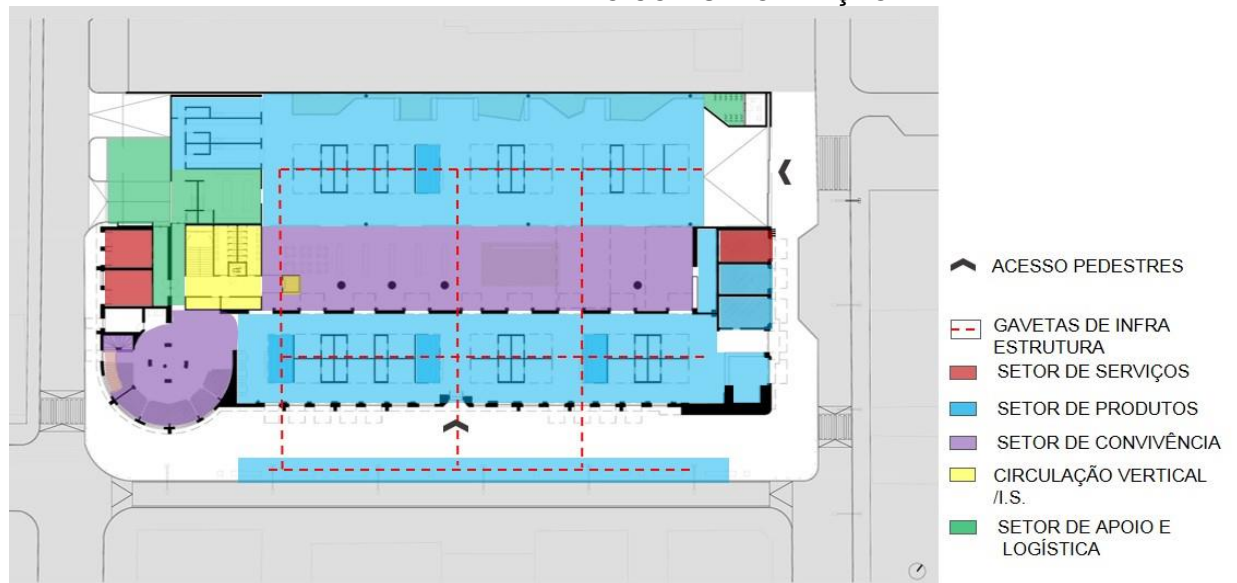 ACESSO PEDESTRES
GAVETAS DE INFRA
ESTRUTURA
SETOR DE SERVIÇOS
SETOR DE PRODUTOS
SETOR DE CONVIVÊNCIA
CIRCULAÇÃO VERTICAL
/I.S.
SETOR DE APOIO E
LOGÍSTICA